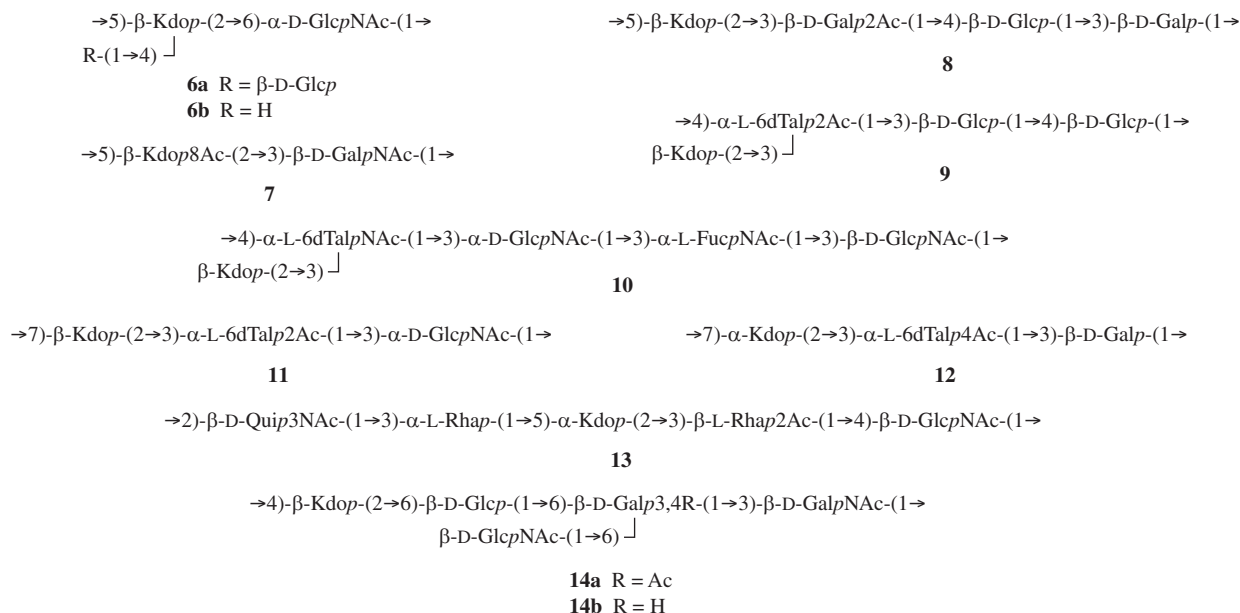 →5)-β-Kdop-(2→6)-α-D-GlcpNAc-(1→
R-(1→4)
6a R = β-D-Glcp
6b R = H
→5)-β-Kdop-(2→3)-β-D-Galp2Ac-(1→4)-β-D-Glcp-(1→3)-β-D-Galp-(1→
8
→5)-β-Kdop8Ac-(2→3)-β-D-GalpNAc-(1→
7
→4)-α-L-6dTalp2Ac-(1→3)-β-D-Glcp-(1→4)-β-D-Glcp-(1→
β-Kdop-(2→3)
9
→4)-α-L-6dTalpNAc-(1→3)-α-D-GlcpNAc-(1→3)-α-L-FucpNAc-(1→3)-β-D-GlcpNAc-(1→
β-Kdop-(2→3)
10
→7)-β-Kdop-(2→3)-α-L-6dTalp2Ac-(1→3)-α-D-GlcpNAc-(1→
11
→7)-α-Kdop-(2→3)-α-L-6dTalp4Ac-(1→3)-β-D-Galp-(1→
12
→2)-β-D-Quip3NAc-(1→3)-α-L-Rhap-(1→5)-α-Kdop-(2→3)-β-L-Rhap2Ac-(1→4)-β-D-GlcpNAc-(1→
13
→4)-β-Kdop-(2→6)-β-D-Glcp-(1→6)-β-D-Galp3,4R-(1→3)-β-D-GalpNAc-(1→
β-D-GlcpNAc-(1→6)
14a R = Ac
14b R = H